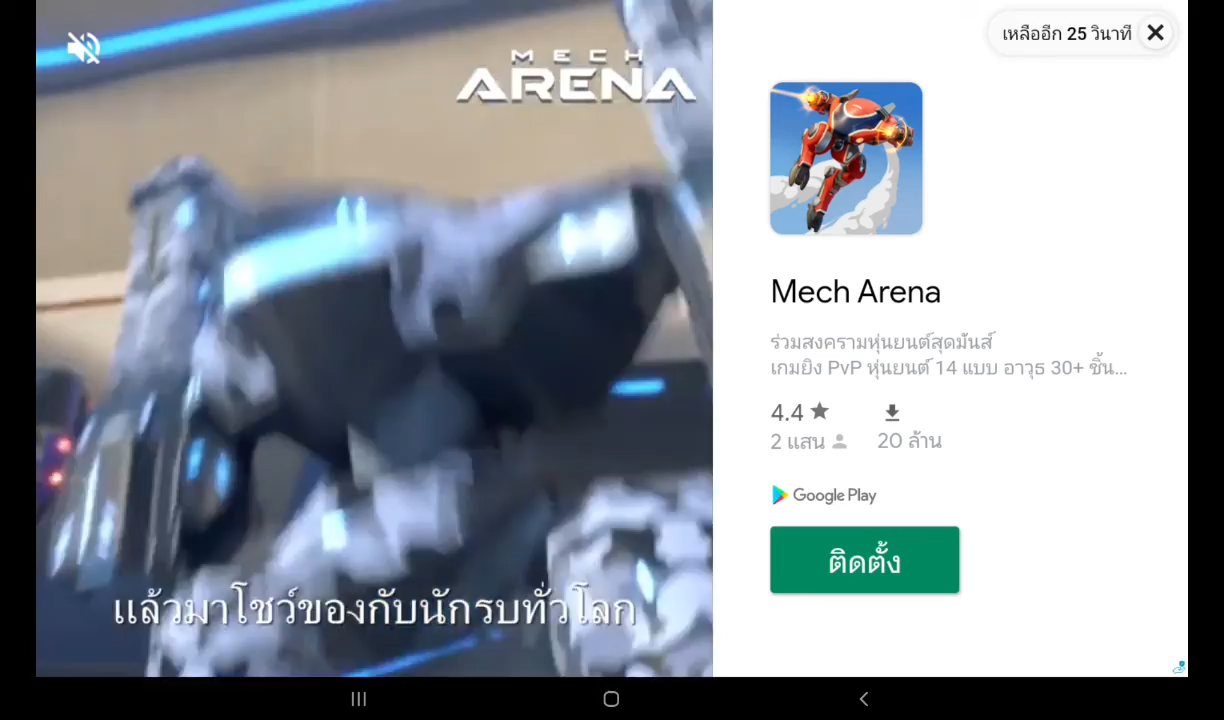 เหลืออีก 25 วินาที
MECH
ARENA
Mech Arena
ร่วมสงครามหุ่นยนต์สุดมันส์
เกมยิง PvP หุ่นยนต์ 14 แบบ อาวุธ 30+ ชิ้น...
4.4
2 แสน 20 ล้าน
Google Play
ติดตั้ง
แล้วมาโชว์ของกับนักรบทั่วโลก